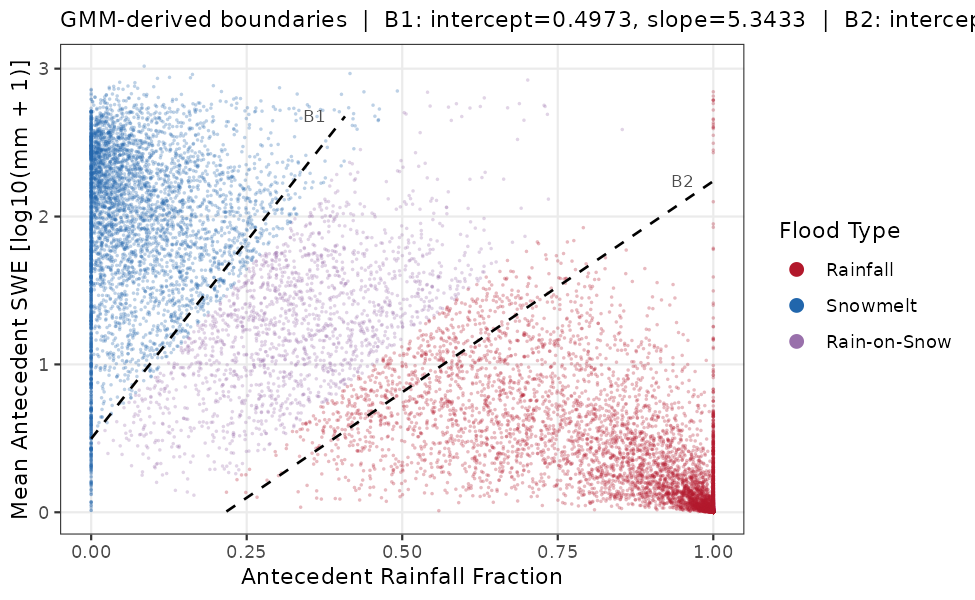 GMM-derived boundaries | B1: intercept=0.4973, slope=5.3433 | B2:
Mean Antecedent SWE [log10(mm + 1)]
3
2
1
0
B1
B2
0.00 0.25 0.50 0.75 1.00
Antecedent Rainfall Fraction
Flood Type
Rainfall
Snowmelt
Rain-on-Snow